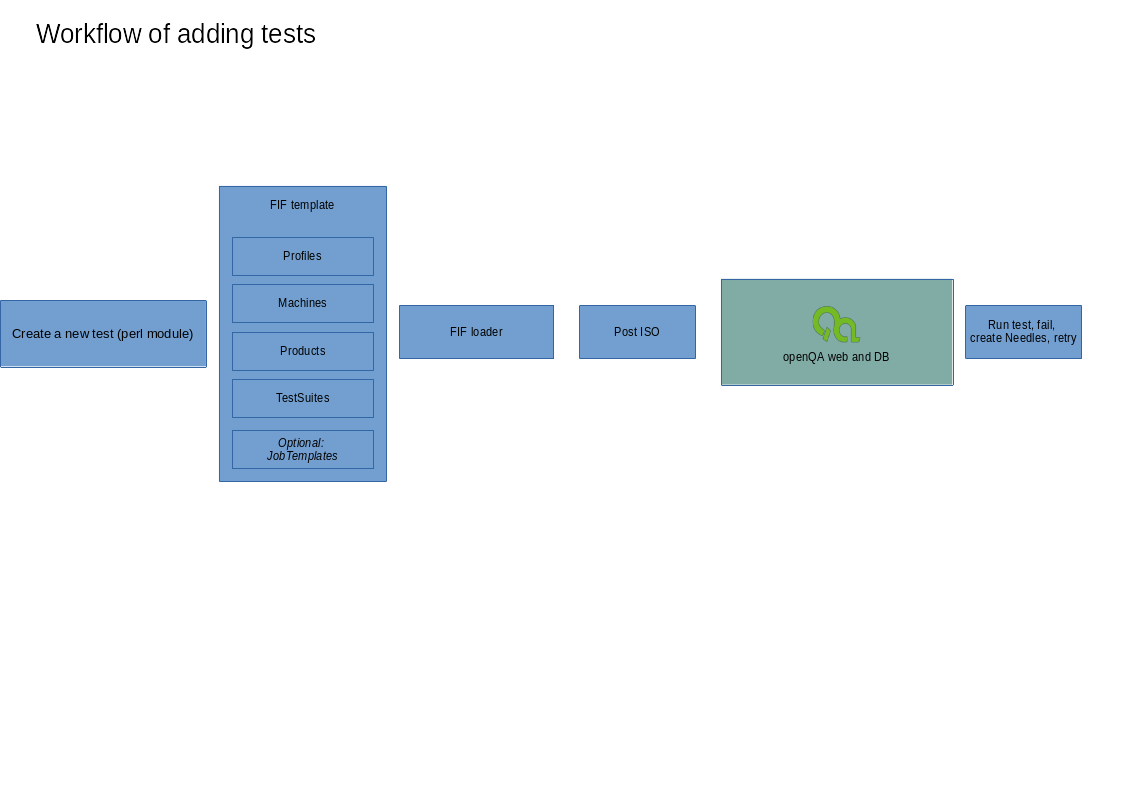 Workflow of adding tests
Create a new test (perl module)
FIF template
Profiles
Machines
Products
TestSuites
Optional:
JobTemplates
FIF loader
Post ISO
openQA web and DB
Run test, fail,
create Needles, retry